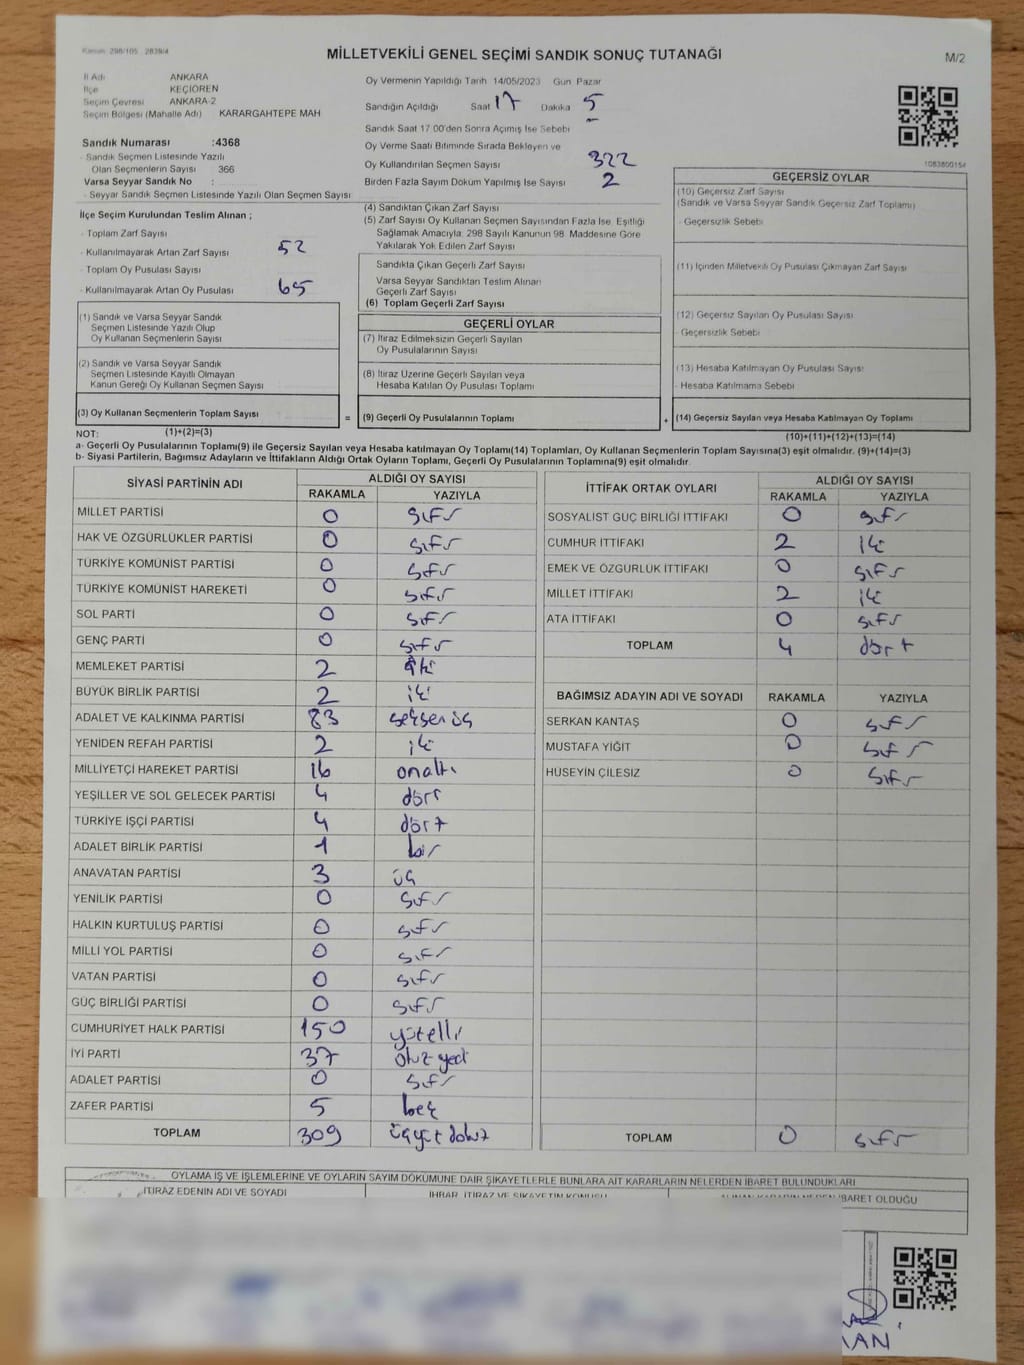 Kanun 298/105 2839/4
MİLLETVEKİLİ GENEL SEÇİMİ SANDIK SONUÇ TUTANAĞI
M/2
İl Adı ANKARA
İlçe KEÇİÖREN
Seçim Çevresi ANKARA-2
Seçim Bölgesi (Mahalle Adı) KARARGAHTEPE MAH
Sandık Numarası :4368
- Sandık Seçmen Listesinde Yazılı
Olan Seçmenlerin Sayısı 366
Varsa Seyyar Sandık No :
- Seyyar Sandık Seçmen Listesinde Yazılı Olan Seçmen Sayısı
Oy Vermenin Yapıldığı Tarih 14/05/2023 Gün Pazar
Sandığın Açıldığı Saat 17 Dakika 5
Sandık Saat 17:00'den Sonra Açmış İse Sebebi
Oy Verme Saati Bitiminde Sırada Bekleyen ve
Oy Kullandırılan Seçmen Sayısı 322
Birden Fazla Sayım Döküm Yapılmış İse Sayısı 2
1083800154
İlçe Seçim Kurulundan Teslim Alınan ;
- Toplam Zarf Sayısı
- Kullanılmayarak Artan Zarf Sayısı 52
- Toplam Oy Pusulası Sayısı
- Kullanılmayarak Artan Oy Pusulası 65
(1) Sandık ve Varsa Seyyar Sandık
Seçmen Listesinde Yazılı Olup
Oy Kullanan Seçmenlerin Sayısı
(2) Sandık ve Varsa Seyyar Sandık
Seçmen Listesinde Kayıtlı Olmayan
Kanun Gereği Oy Kullanan Seçmen Sayısı
(3) Oy Kullanan Seçmenlerin Toplam Sayısı
(1)+(2)=(3)
(4) Sandıktan Çıkan Zarf Sayısı
(5) Zarf Sayısı Oy Kullanan Seçmen Sayısından Fazla İse, Eşitliği
Sağlamak Amacıyla, 298 Sayılı Kanunun 98. Maddesine Göre
Yakılarak Yok Edilen Zarf Sayısı
Sandıkta Çıkan Geçerli Zarf Sayısı
Varsa Seyyar Sandıktan Teslim Alınan
Geçerli Zarf Sayısı
(6) Toplam Geçerli Zarf Sayısı
GEÇERLİ OYLAR
(7) İtiraz Edilmeksizin Geçerli Sayılan
Oy Pusulalarının Sayısı
(8) İtiraz Üzerine Geçerli Sayılan veya
Hesaba Katılan Oy Pusulası Toplamı
= (9) Geçerli Oy Pusulalarının Toplamı +
GEÇERSİZ OYLAR
(10) Geçersiz Zarf Sayısı
(Sandık ve Varsa Seyyar Sandık Geçersiz Zarf Toplamı)
- Geçersizlik Sebebi
(11) İçinden Milletvekili Oy Pusulası Çıkmayan Zarf Sayısı
(12) Geçersiz Sayılan Oy Pusulası Sayısı
- Geçersizlik Sebebi
(13) Hesaba Katılmayan Oy Pusulası Sayısı
- Hesaba Katılmama Sebebi
(14) Geçersiz Sayılan veya Hesaba Katılmayan Oy Toplamı
(10)+(11)+(12)+(13)=(14)
NOT:
a- Geçerli Oy Pusulalarının Toplamı(9) ile Geçersiz Sayılan veya Hesaba katılmayan Oy Toplamı(14) Toplamları, Oy Kullanan Seçmenlerin Toplam Sayısına(3) eşit olmalıdır. (9)+(14)=(3)
b- Siyasi Partilerin, Bağımsız Adayların ve İttifakların Aldığı Ortak Oyların Toplamı, Geçerli Oy Pusulalarının Toplamına(9) eşit olmalıdır.
SİYASİ PARTİNİN ADI ALDIĞI OY SAYISI
RAKAMLA YAZIYLA
MİLLET PARTİSİ 0 sıfır
HAK VE ÖZGÜRLÜKLER PARTİSİ 0 sıfır
TÜRKİYE KOMÜNİST PARTİSİ 0 sıfır
TÜRKİYE KOMÜNİST HAREKETİ 0 sıfır
SOL PARTİ 0 sıfır
GENÇ PARTİ 0 sıfır
MEMLEKET PARTİSİ 2 iki
BÜYÜK BİRLİK PARTİSİ 2 iki
ADALET VE KALKINMA PARTİSİ 83 seksen üç
YENİDEN REFAH PARTİSİ 2 iki
MİLLİYETÇİ HAREKET PARTİSİ 16 onaltı
YEŞİLLER VE SOL GELECEK PARTİSİ 4 dört
TÜRKİYE İŞÇİ PARTİSİ 4 dört
ADALET BİRLİK PARTİSİ 1 bir
ANAVATAN PARTİSİ 3 üç
YENİLİK PARTİSİ 0 sıfır
HALKIN KURTULUŞ PARTİSİ 0 sıfır
MİLLİ YOL PARTİSİ 0 sıfır
VATAN PARTİSİ 0 sıfır
GÜÇ BİRLİĞİ PARTİSİ 0 sıfır
CUMHURİYET HALK PARTİSİ 150 yüzelli
İYİ PARTİ 37 otuz yedi
ADALET PARTİSİ 0 sıfır
ZAFER PARTİSİ 5 beş
TOPLAM 309 üçyüz dokuz
İTTİFAK ORTAK OYLARI ALDIĞI OY SAYISI
RAKAMLA YAZIYLA
SOSYALİST GÜÇ BİRLİĞİ İTTİFAKI 0 sıfır
CUMHUR İTTİFAKI 2 iki
EMEK VE ÖZGÜRLÜK İTTİFAKI 0 sıfır
MİLLET İTTİFAKI 2 iki
ATA İTTİFAKI 0 sıfır
TOPLAM 4 dört
BAĞIMSIZ ADAYIN ADI VE SOYADI RAKAMLA YAZIYLA
SERKAN KANTAŞ 0 sıfır
MUSTAFA YİĞİT 0 sıfır
HÜSEYİN ÇİLESİZ 0 sıfır
TOPLAM 0 sıfır
OYLAMA İŞ VE İŞLEMLERİNE VE OYLARIN SAYIM DÖKÜMÜNE DAİR ŞİKAYETLERLE BUNLARA AİT KARARLARIN NELERDEN İBARET BULUNDUKLARI
İTİRAZ EDENİN ADI VE SOYADI İHBAR, İTİRAZ VE ŞİKAYETİN KONUSU ALINAN KARARIN NEDEN İBARET OLDUĞU